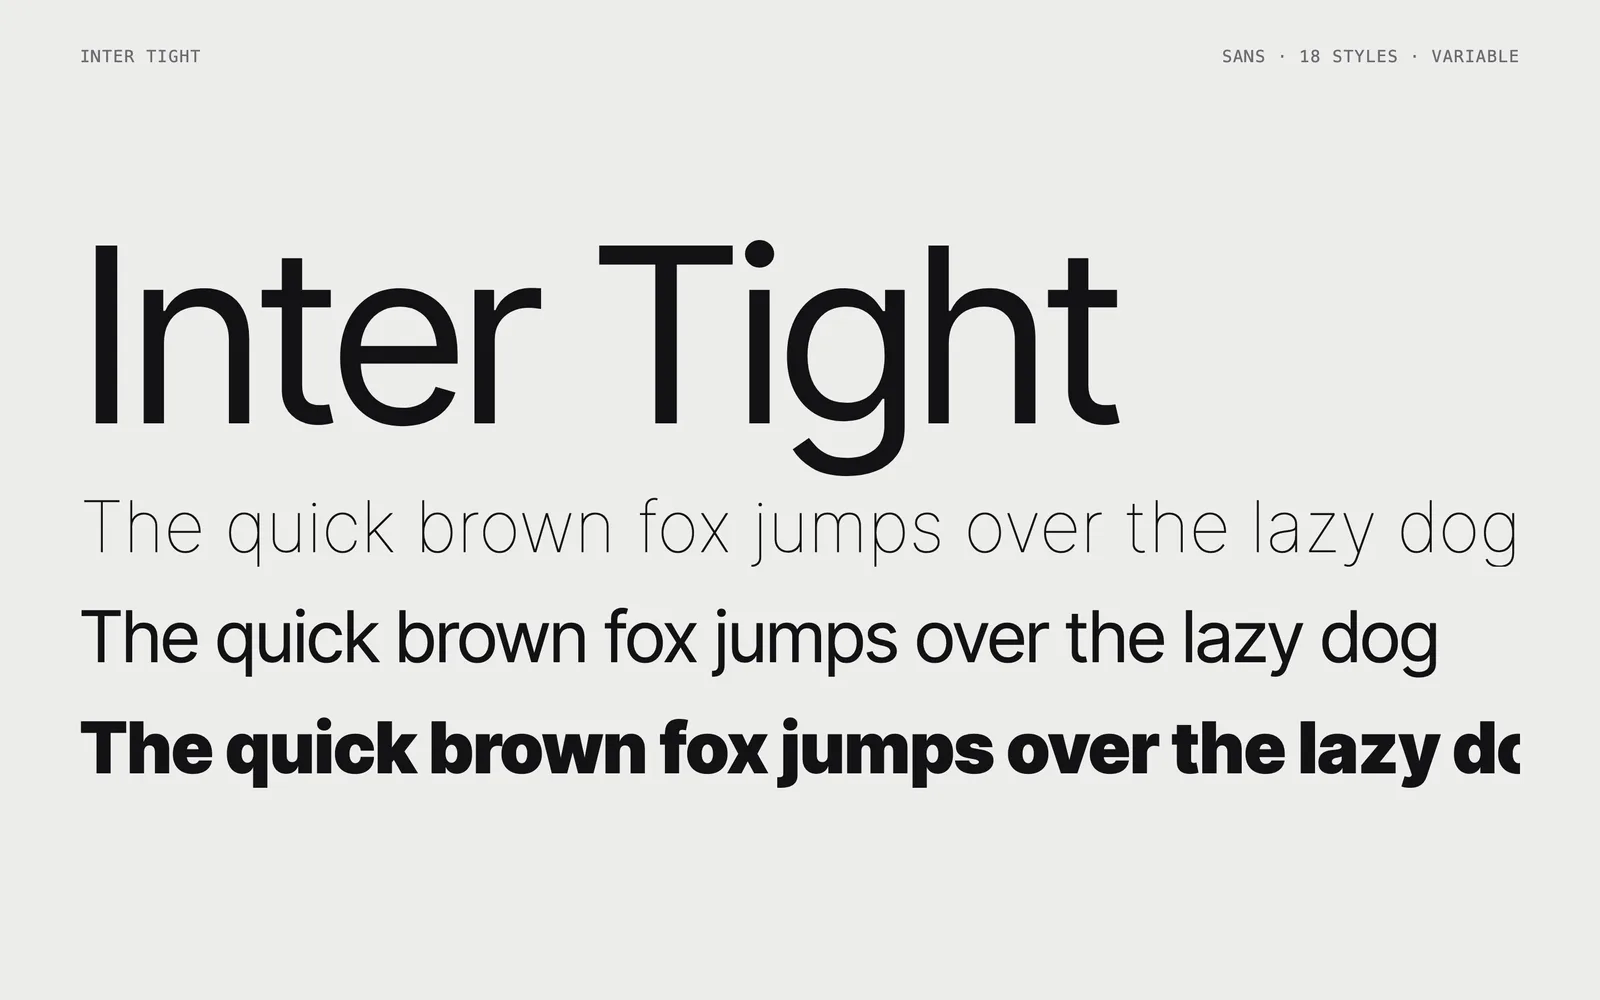 INTER TIGHT
SANS · 18 STYLES · VARIABLE
Inter Tight
The quick brown fox jumps over the lazy dog
The quick brown fox jumps over the lazy dog
The quick brown fox jumps over the lazy do